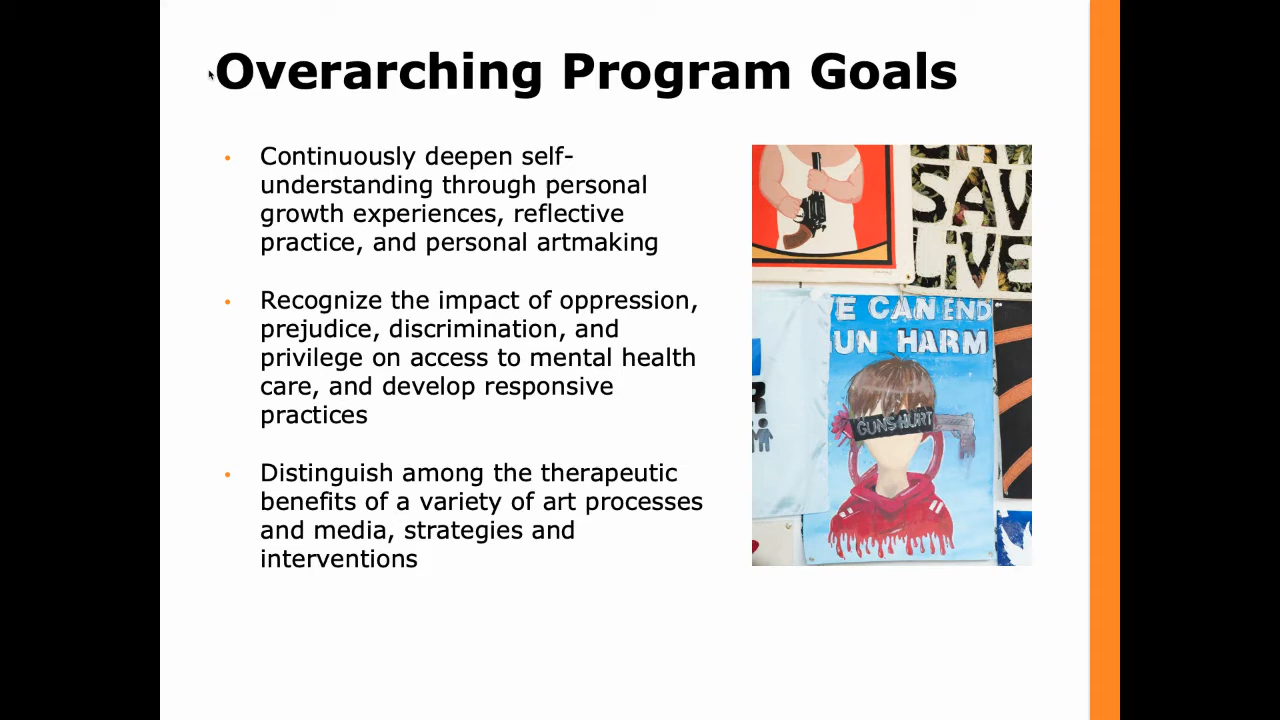 Overarching Program Goals
• Continuously deepen self-
understanding through personal
growth experiences, reflective
practice, and personal artmaking
• Recognize the impact of oppression,
prejudice, discrimination, and
privilege on access to mental health
care, and develop responsive
practices
• Distinguish among the therapeutic
benefits of a variety of art processes
and media, strategies and
interventions
SAV
LIVE
E CAN END
UN HARM
GUNS HURT